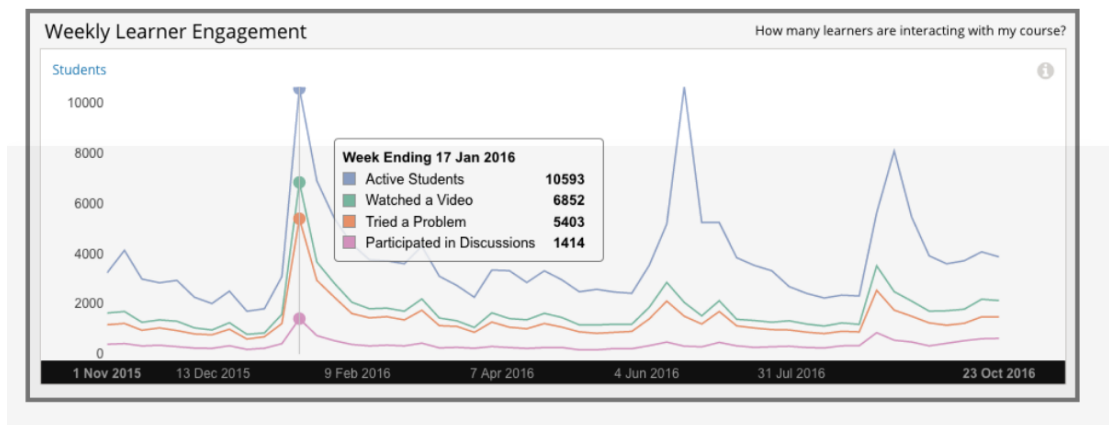 Weekly Learner Engagement
How many learners are interacting with my course?
Students
10000
8000
6000
4000
2000
0
Week Ending 17 Jan 2016
Active Students 10593
Watched a Video 6852
Tried a Problem 5403
Participated in Discussions 1414
1 Nov 2015 13 Dec 2015 9 Feb 2016 7 Apr 2016 4 Jun 2016 31 Jul 2016 23 Oct 2016